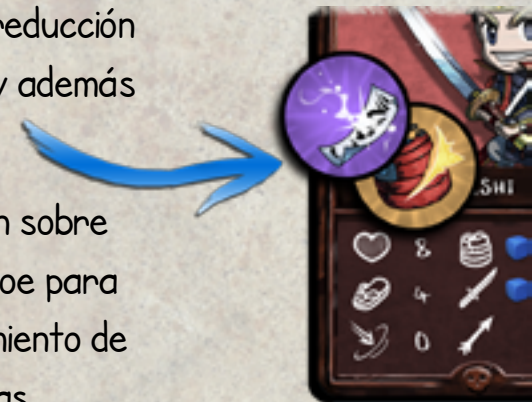 reducción
y además
n sobre
oe para
niento de
as
SHI
8
4
0